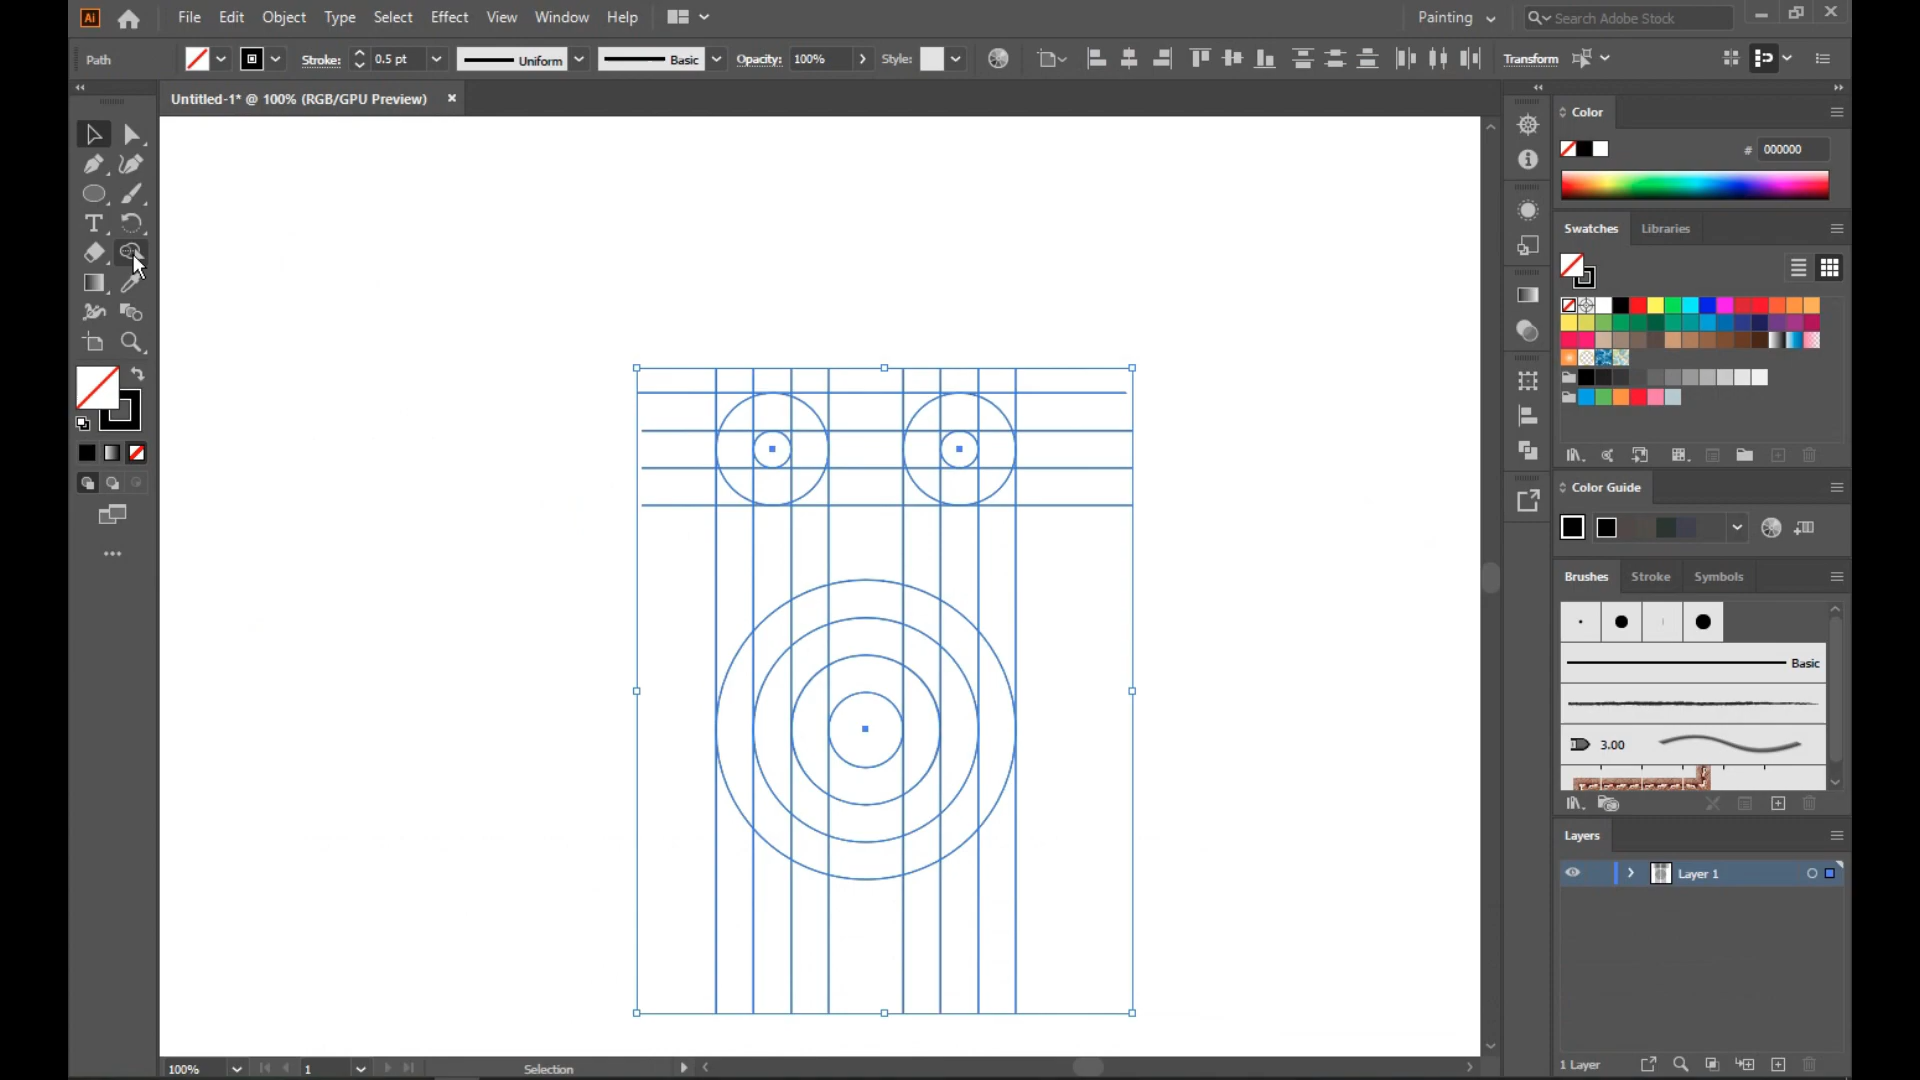 Ai File Edit Object Type Select Effect View Window Help Painting Search Adobe Stock
Path Stroke: 0.5 pt Uniform Basic Opacity: 100% Style: Transform
Untitled-1* @ 100% (RGB/GPU Preview)
Color
# 000000
Swatches Libraries
Color Guide
Brushes Stroke Symbols
Basic
3.00
Layers
Layer 1
1 Layer
100% 1 Selection